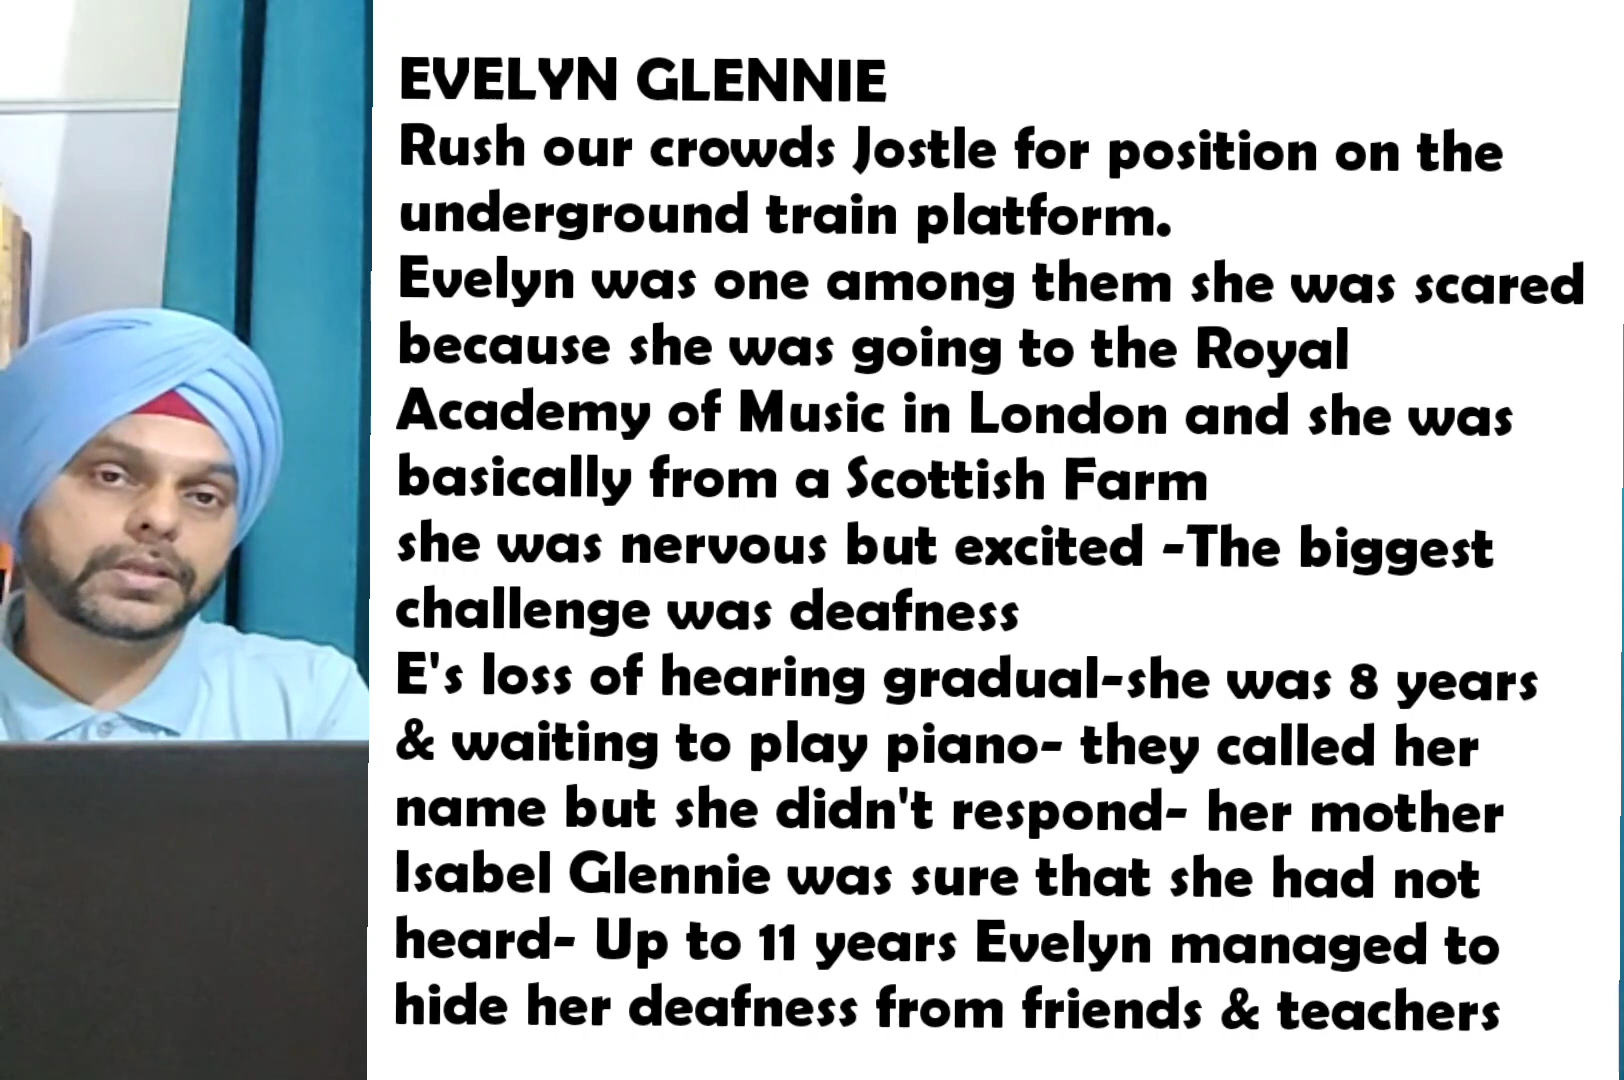 EVELYN GLENNIE
Rush our crowds Jostle for position on the
underground train platform.
Evelyn was one among them she was scared
because she was going to the Royal
Academy of Music in London and she was
basically from a Scottish Farm
she was nervous but excited -The biggest
challenge was deafness
E's loss of hearing gradual-she was 8 years
& waiting to play piano- they called her
name but she didn't respond- her mother
Isabel Glennie was sure that she had not
heard- Up to 11 years Evelyn managed to
hide her deafness from friends & teachers